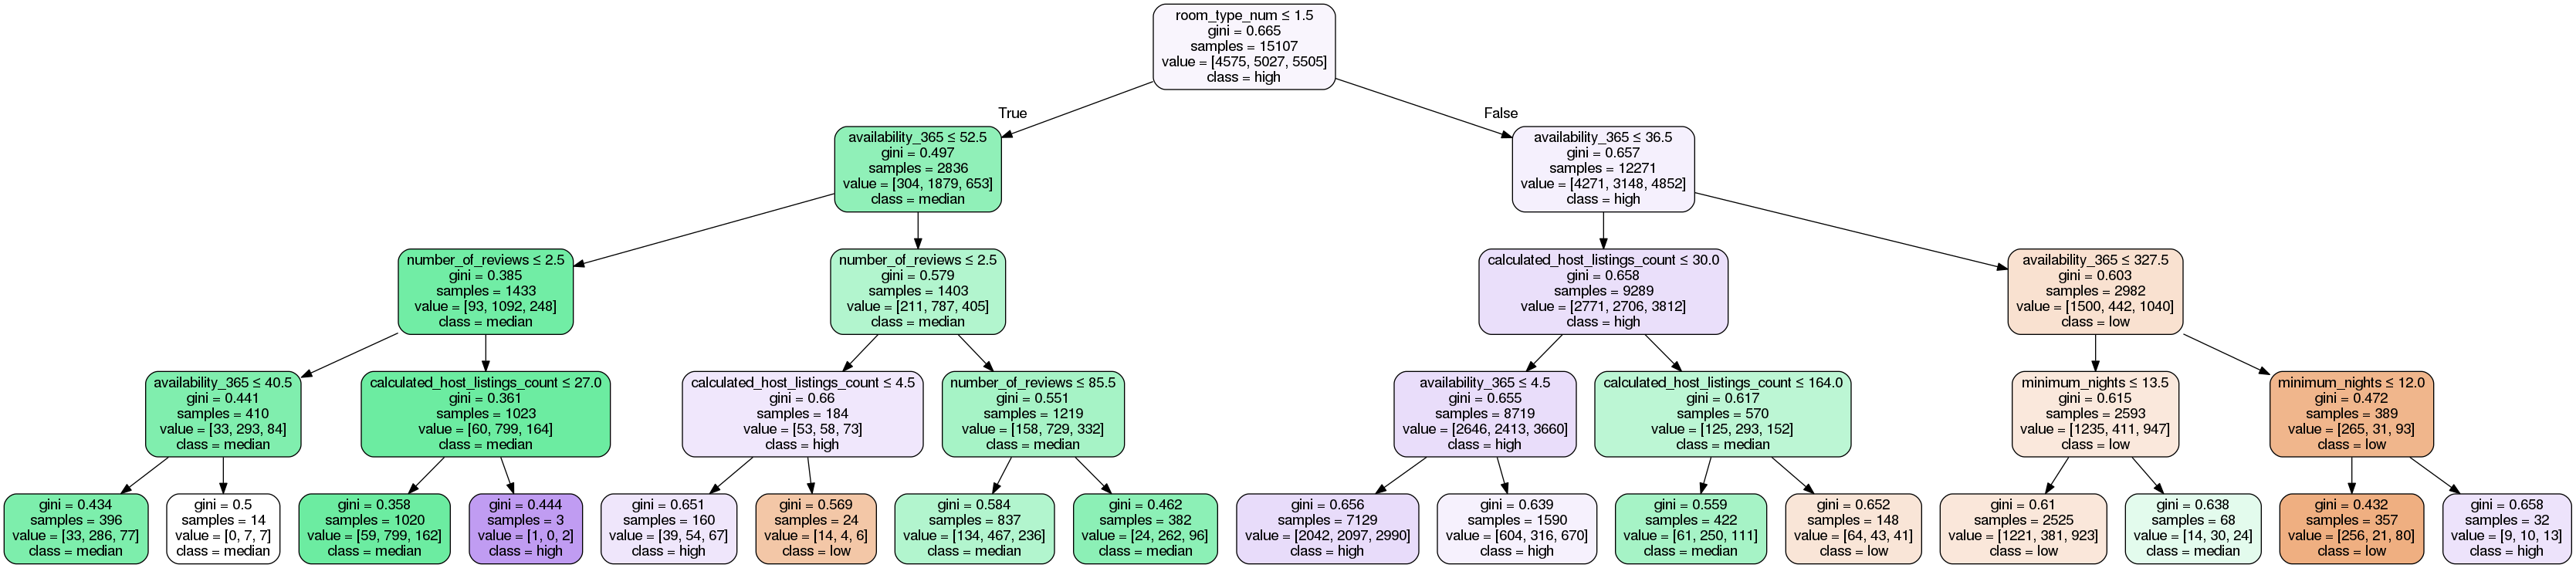 room_type_num ≤ 1.5
gini = 0.665
samples = 15107
value = [4575, 5027, 5505]
class = high
True
False
availability_365 ≤ 52.5
gini = 0.497
samples = 2836
value = [304, 1879, 653]
class = median
availability_365 ≤ 36.5
gini = 0.657
samples = 12271
value = [4271, 3148, 4852]
class = high
number_of_reviews ≤ 2.5
gini = 0.385
samples = 1433
value = [93, 1092, 248]
class = median
number_of_reviews ≤ 2.5
gini = 0.579
samples = 1403
value = [211, 787, 405]
class = median
calculated_host_listings_count ≤ 30.0
gini = 0.658
samples = 9289
value = [2771, 2706, 3812]
class = high
availability_365 ≤ 327.5
gini = 0.603
samples = 2982
value = [1500, 442, 1040]
class = low
availability_365 ≤ 40.5
gini = 0.441
samples = 410
value = [33, 293, 84]
class = median
calculated_host_listings_count ≤ 27.0
gini = 0.361
samples = 1023
value = [60, 799, 164]
class = median
calculated_host_listings_count ≤ 4.5
gini = 0.66
samples = 184
value = [53, 58, 73]
class = high
number_of_reviews ≤ 85.5
gini = 0.551
samples = 1219
value = [158, 729, 332]
class = median
availability_365 ≤ 4.5
gini = 0.655
samples = 8719
value = [2646, 2413, 3660]
class = high
calculated_host_listings_count ≤ 164.0
gini = 0.617
samples = 570
value = [125, 293, 152]
class = median
minimum_nights ≤ 13.5
gini = 0.615
samples = 2593
value = [1235, 411, 947]
class = low
minimum_nights ≤ 12.0
gini = 0.472
samples = 389
value = [265, 31, 93]
class = low
gini = 0.434
samples = 396
value = [33, 286, 77]
class = median
gini = 0.5
samples = 14
value = [0, 7, 7]
class = median
gini = 0.358
samples = 1020
value = [59, 799, 162]
class = median
gini = 0.444
samples = 3
value = [1, 0, 2]
class = high
gini = 0.651
samples = 160
value = [39, 54, 67]
class = high
gini = 0.569
samples = 24
value = [14, 4, 6]
class = low
gini = 0.584
samples = 837
value = [134, 467, 236]
class = median
gini = 0.462
samples = 382
value = [24, 262, 96]
class = median
gini = 0.656
samples = 7129
value = [2042, 2097, 2990]
class = high
gini = 0.639
samples = 1590
value = [604, 316, 670]
class = high
gini = 0.559
samples = 422
value = [61, 250, 111]
class = median
gini = 0.652
samples = 148
value = [64, 43, 41]
class = low
gini = 0.61
samples = 2525
value = [1221, 381, 923]
class = low
gini = 0.638
samples = 68
value = [14, 30, 24]
class = median
gini = 0.432
samples = 357
value = [256, 21, 80]
class = low
gini = 0.658
samples = 32
value = [9, 10, 13]
class = high